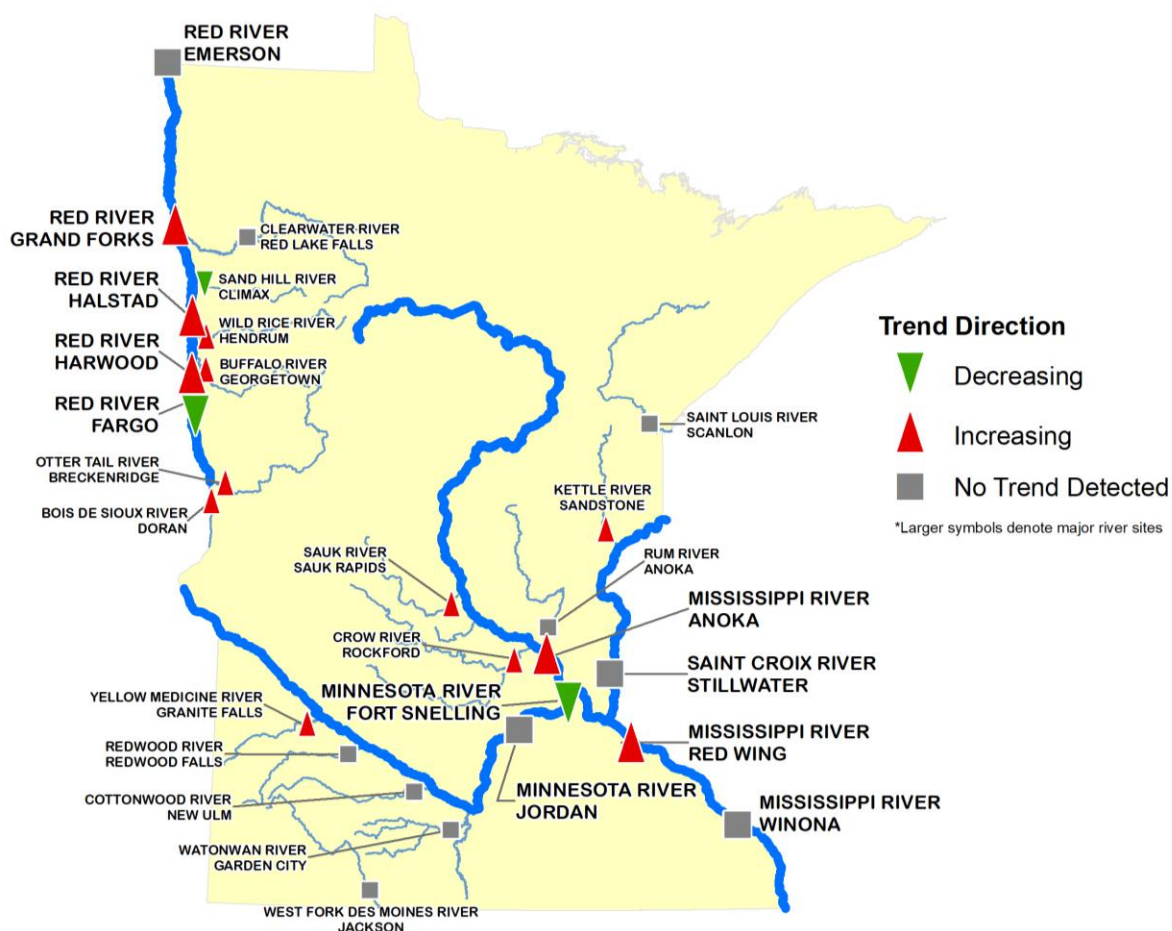 RED RIVER
EMERSON
RED RIVER
GRAND FORKS
CLEARWATER RIVER
RED LAKE FALLS
RED RIVER
HALSTAD
SAND HILL RIVER
CLIMAX
WILD RICE RIVER
HENDRUM
RED RIVER
HARWOOD
BUFFALO RIVER
GEORGETOWN
RED RIVER
FARGO
OTTER TAIL RIVER
BRECKENRIDGE
BOIS DE SIOUX RIVER
DORAN
SAINT LOUIS RIVER
SCANLON
KETTLE RIVER
SANDSTONE
SAUK RIVER
SAUK RAPIDS
RUM RIVER
ANOKA
MISSISSIPPI RIVER
ANOKA
CROW RIVER
ROCKFORD
SAINT CROIX RIVER
STILLWATER
MINNESOTA RIVER
FORT SNELLING
YELLOW MEDICINE RIVER
GRANITE FALLS
MISSISSIPPI RIVER
RED WING
REDWOOD RIVER
REDWOOD FALLS
MINNESOTA RIVER
JORDAN
COTTONWOOD RIVER
NEW ULM
MISSISSIPPI RIVER
WINONA
WATONWAN RIVER
GARDEN CITY
WEST FORK DES MOINES RIVER
JACKSON
Trend Direction
Decreasing
Increasing
No Trend Detected
*Larger symbols denote major river sites